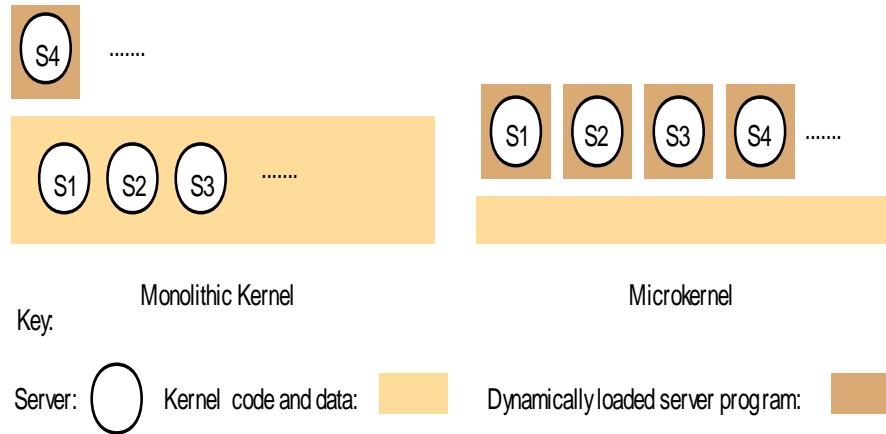 S4 .......
S1 S2 S3 .......
S1 S2 S3 S4 .......
Monolithic Kernel
Microkernel
Key:
Server:
Kernel code and data:
Dynamically loaded server program: